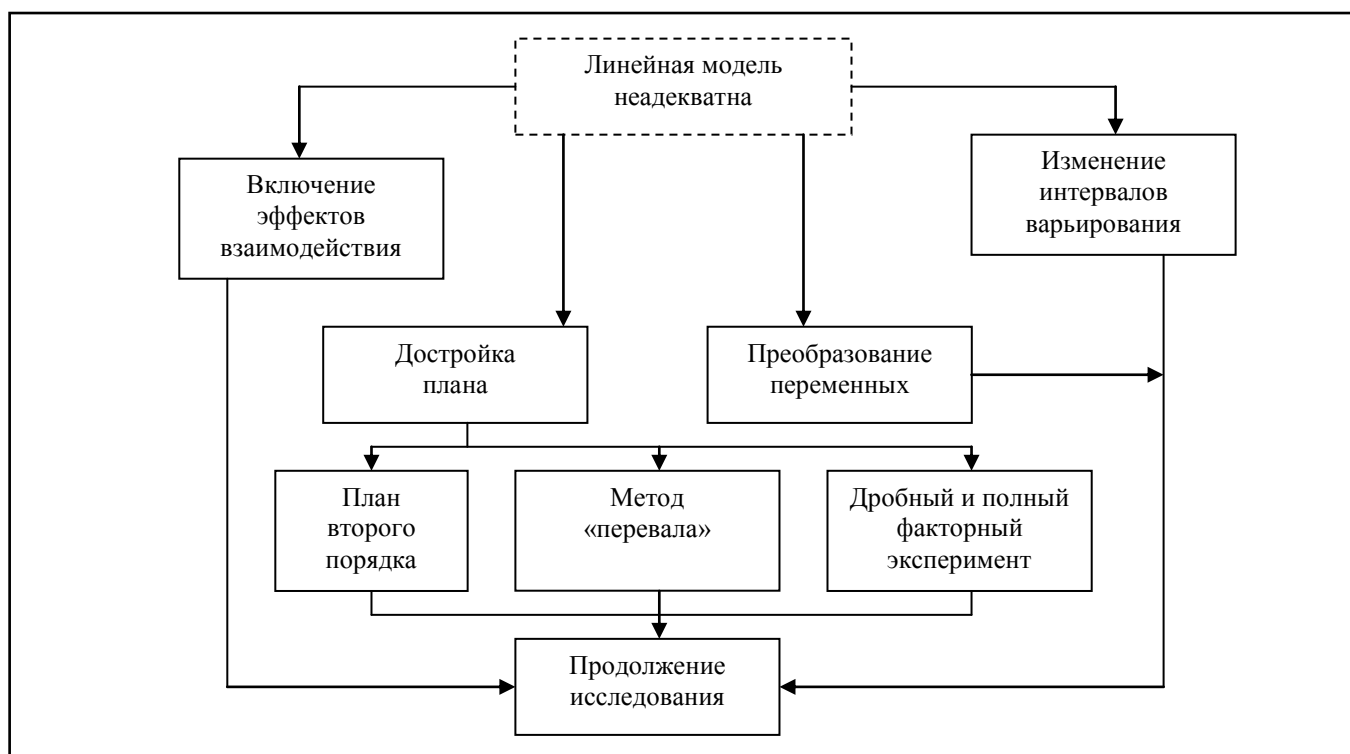 Линейная модель
неадекватна
Включение
эффектов
взаимодействия
Изменение
интервалов
варьирования
Достройка
плана
Преобразование
переменных
План
второго
порядка
Метод
«перевала»
Дробный и полный
факторный
эксперимент
Продолжение
исследования